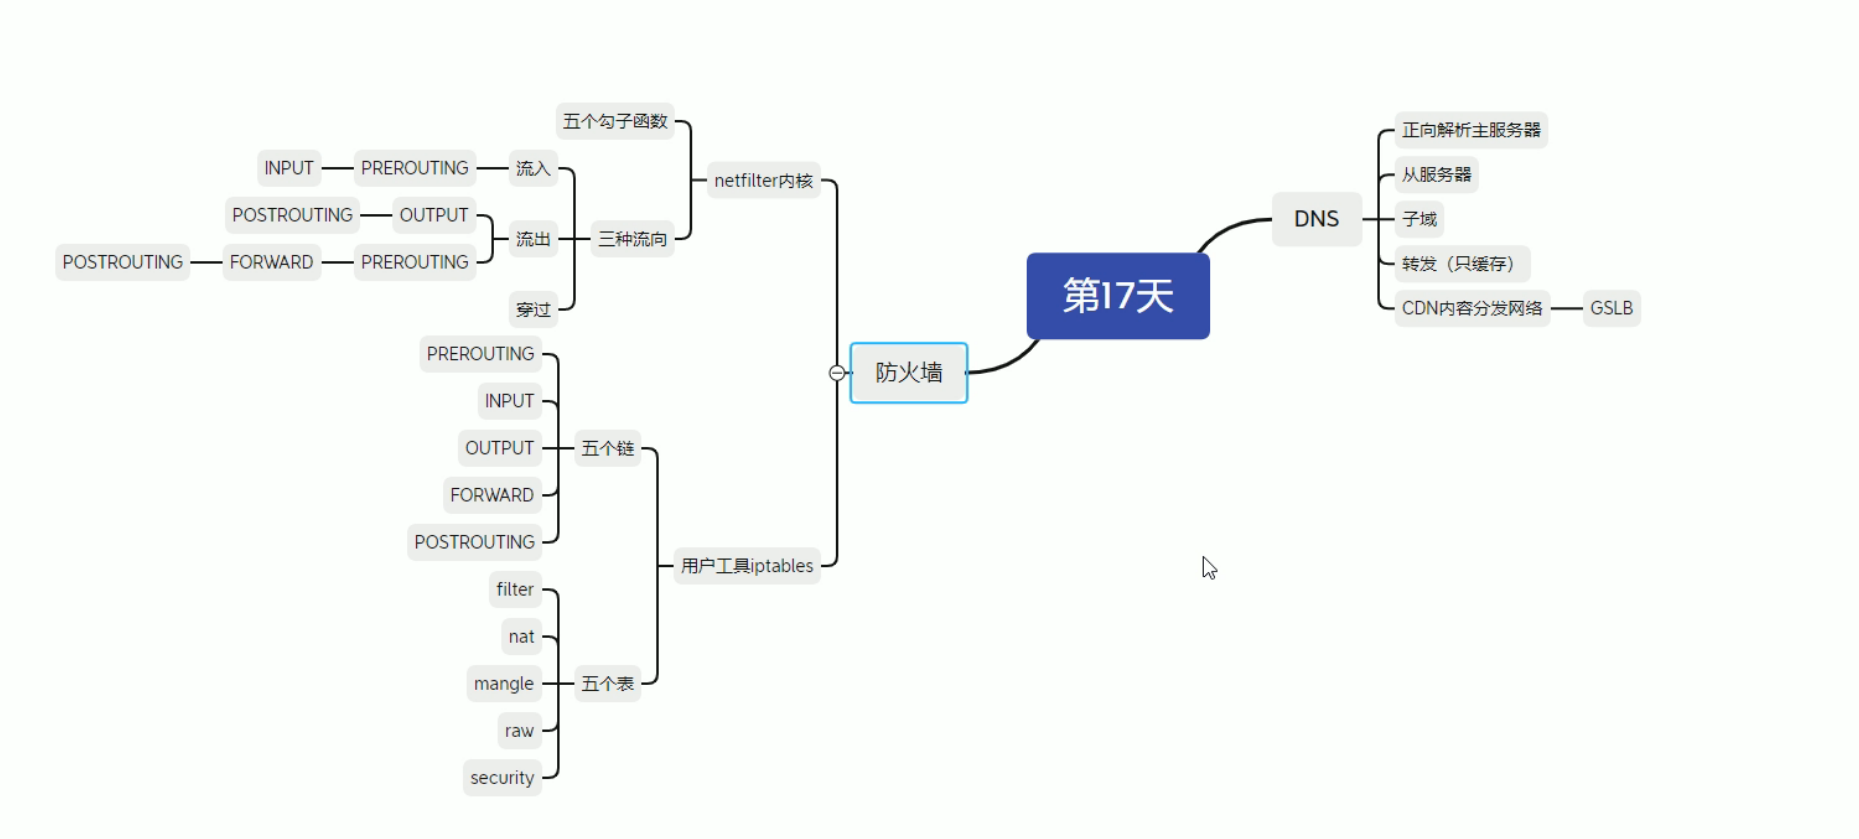 第17天
DNS
正向解析主服务器
从服务器
子域
转发（只缓存）
CDN内容分发网络
GSLB
防火墙
netfilter内核
五个勾子函数
三种流向
流入
PREROUTING
INPUT
流出
OUTPUT
POSTROUTING
PREROUTING
FORWARD
POSTROUTING
穿过
用户工具iptables
五个链
PREROUTING
INPUT
OUTPUT
FORWARD
POSTROUTING
五个表
filter
nat
mangle
raw
security